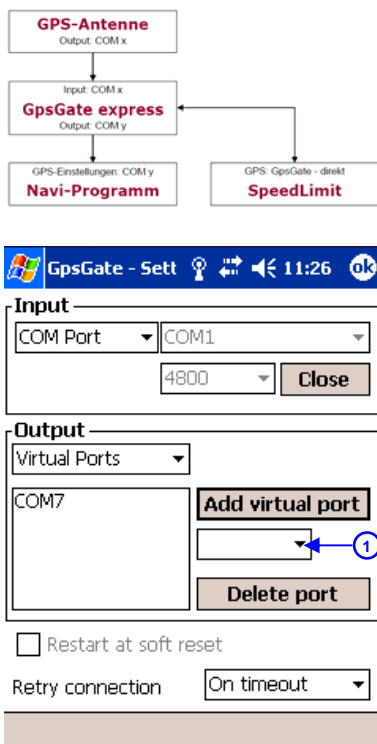 GPS-Antenne
Output: COM x
Input: COM x
GpsGate express
Output: COM y
GPS-Einstellungen: COM y
Navi-Programm
GPS: GpsGate - direkt
SpeedLimit
GpsGate - Sett 11:26 ok
Input
COM Port COM1
4800 Close
Output
Virtual Ports
COM7
Add virtual port
1
Delete port
Restart at soft reset
Retry connection On timeout